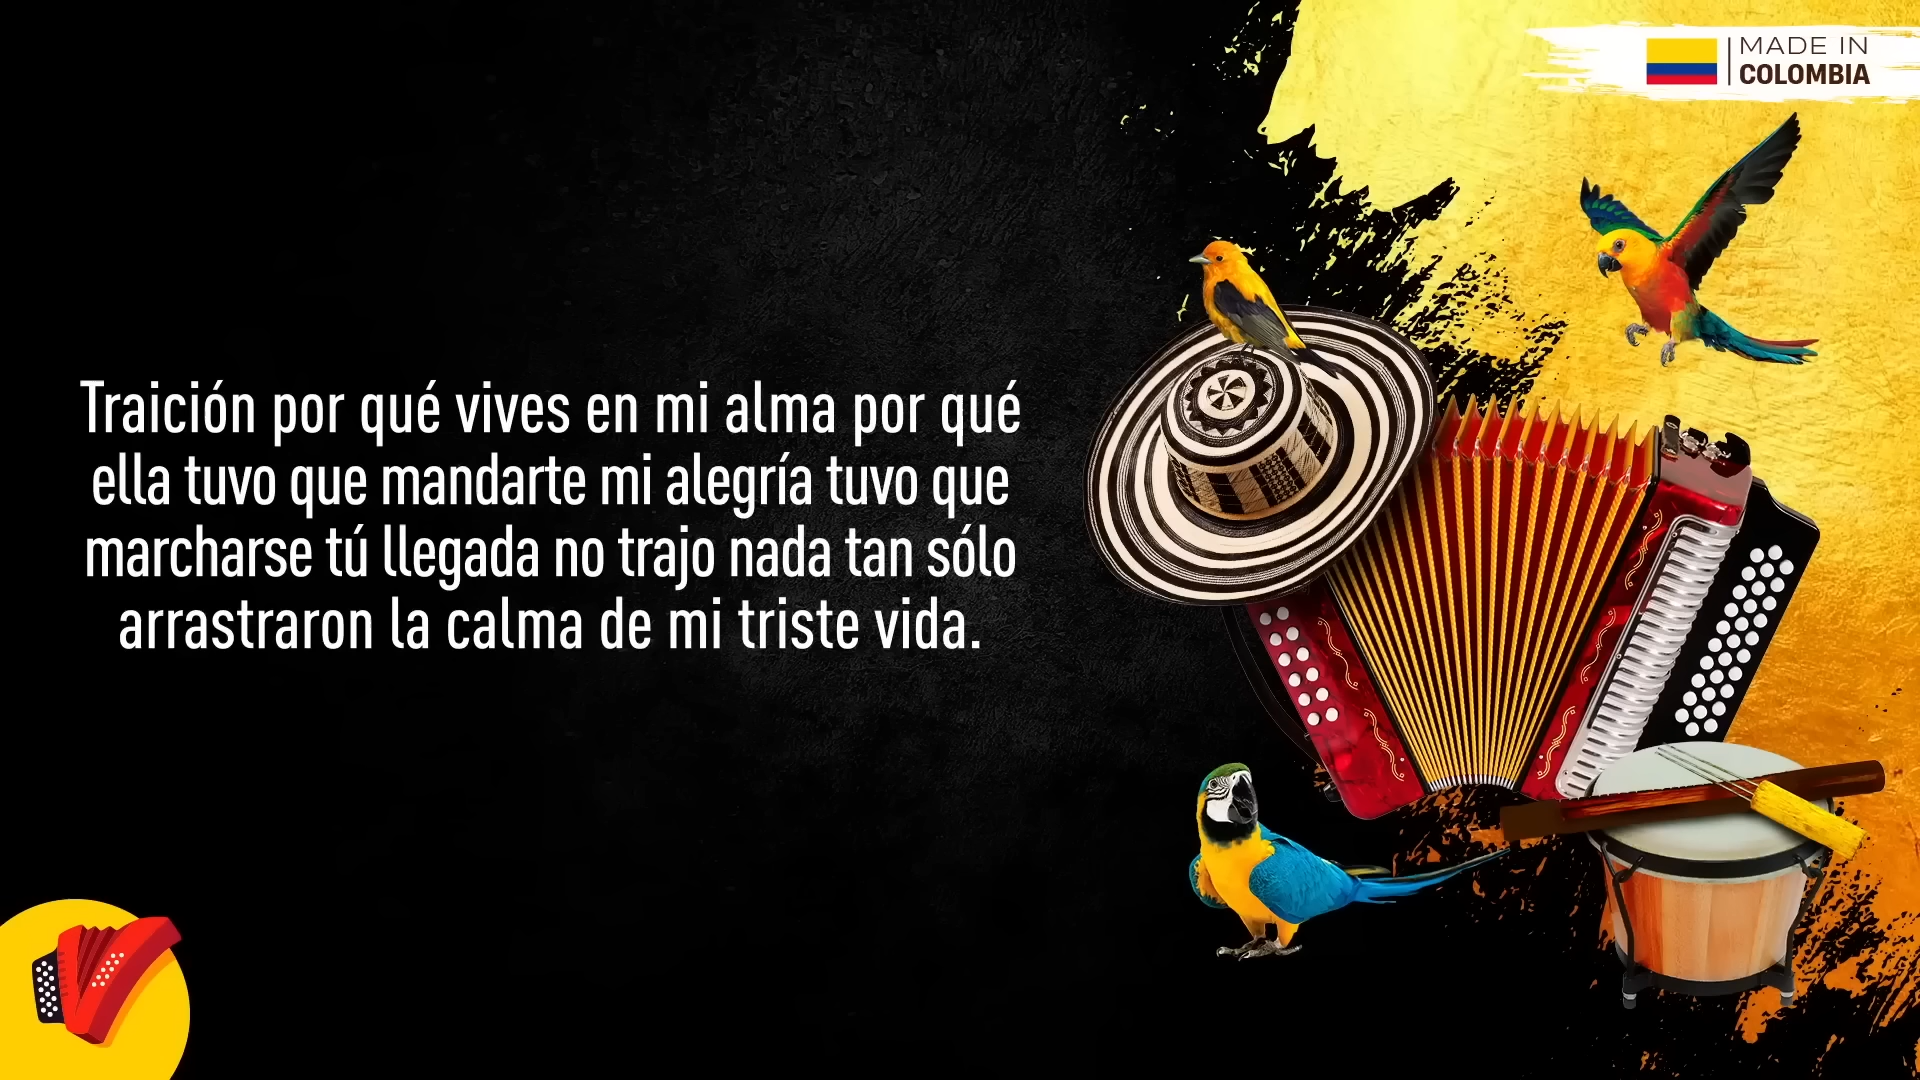 MADE IN
COLOMBIA
Traición por qué vives en mi alma por qué
ella tuvo que mandarte mi alegría tuvo que
marcharse tú llegada no trajo nada tan sólo
arrastraron la calma de mi triste vida.